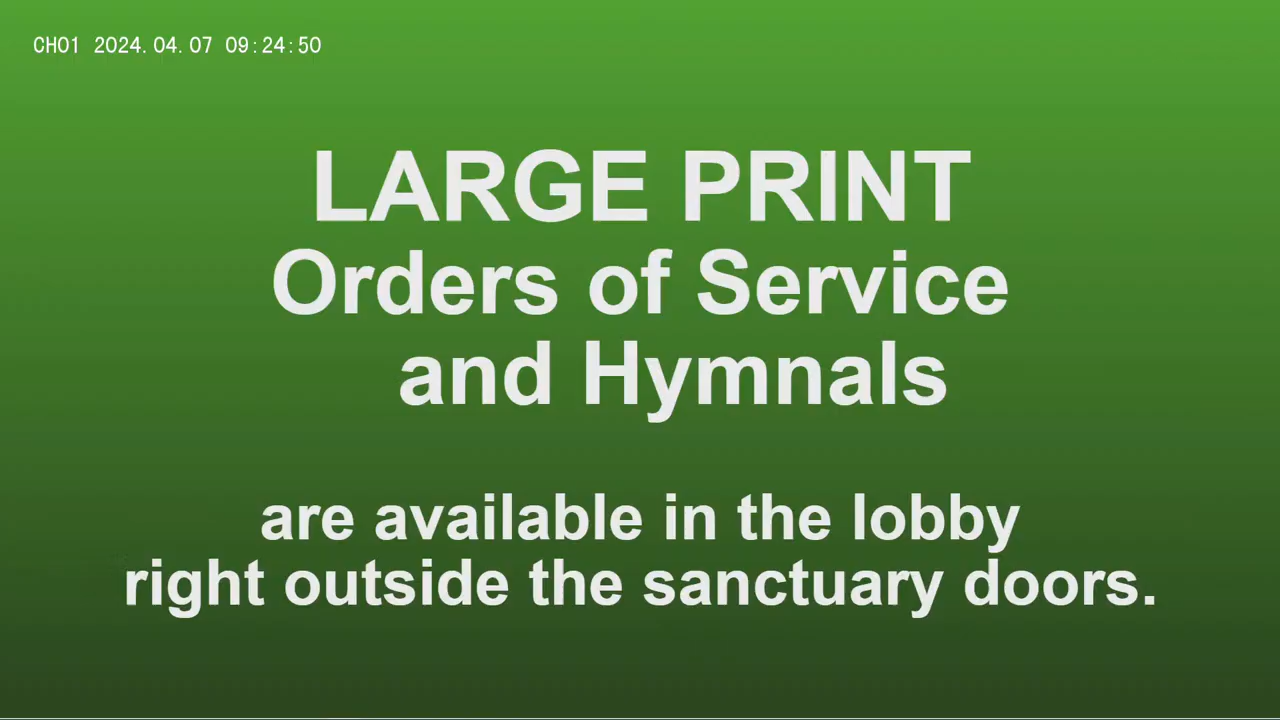 CH01 2024.04.07 09:24:50
LARGE PRINT
Orders of Service
and Hymnals
are available in the lobby
right outside the sanctuary doors.